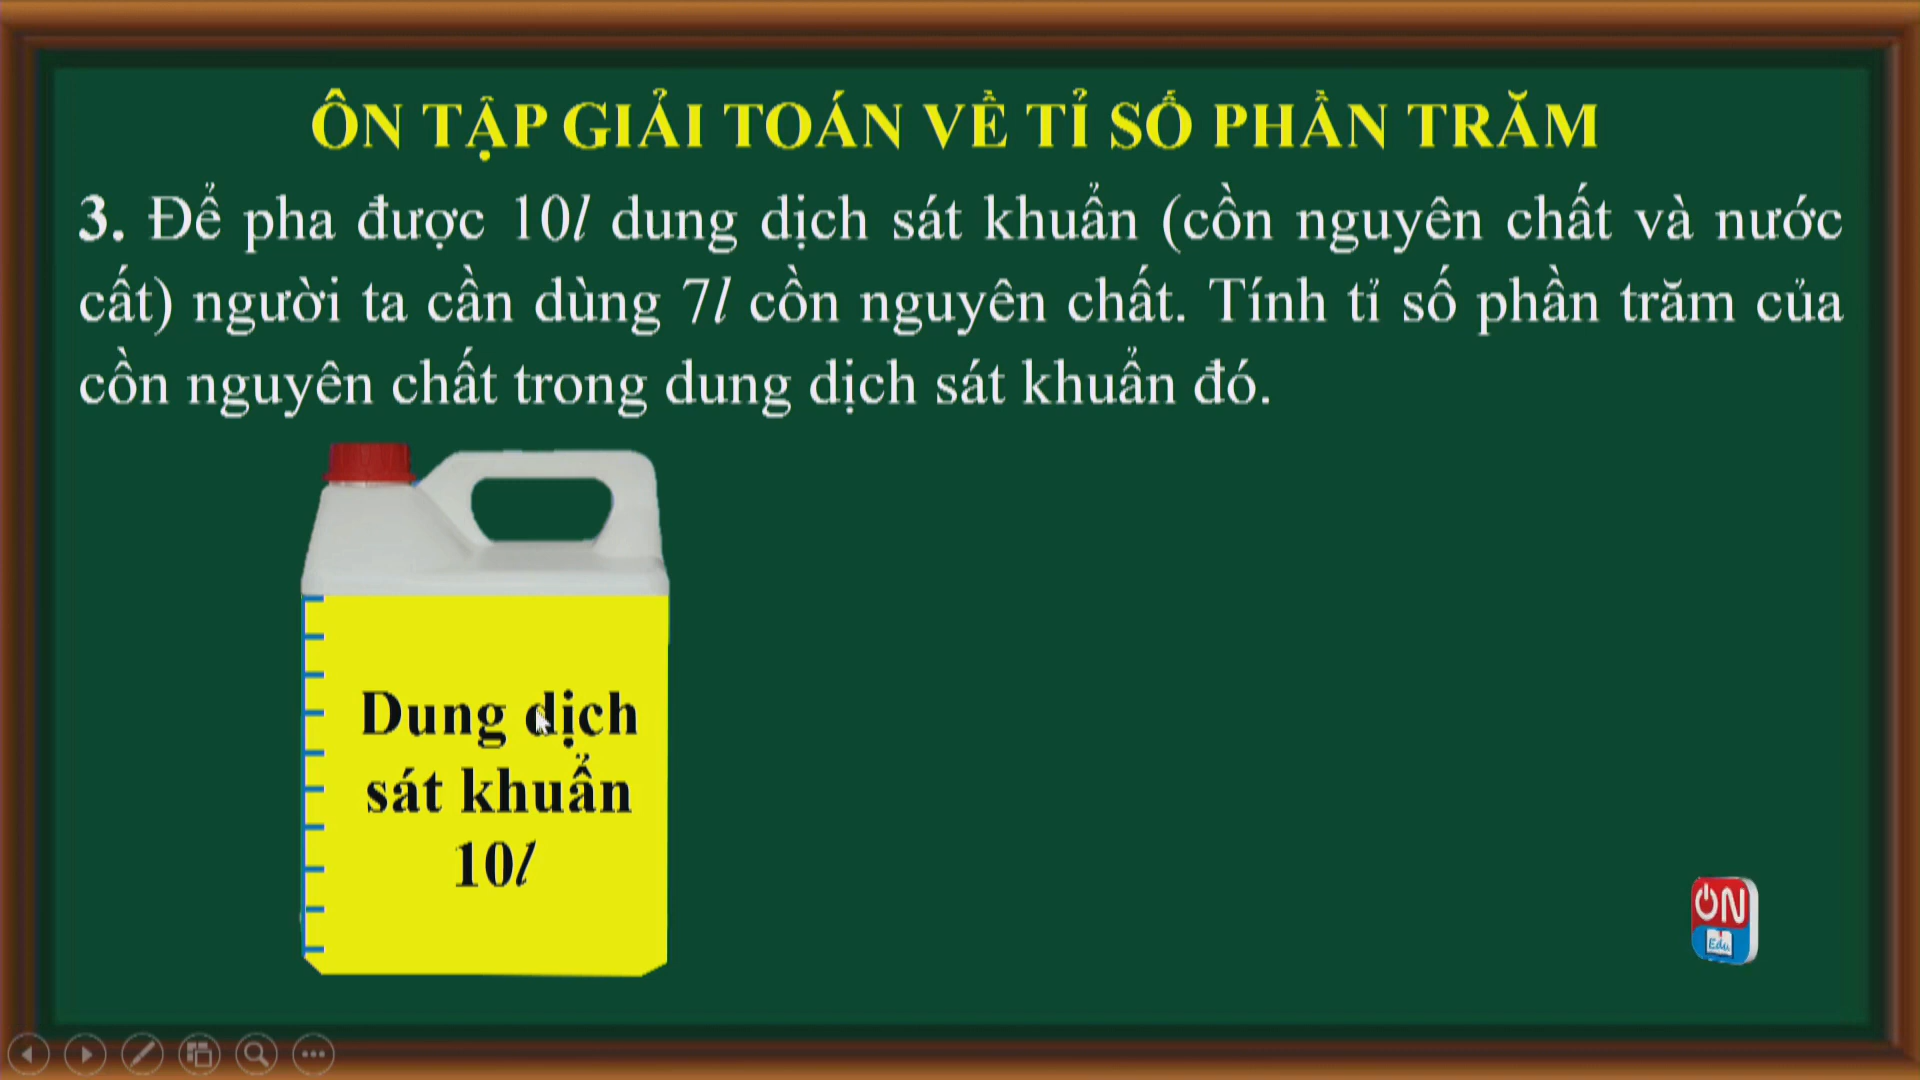 ÔN TẬP GIẢI TOÁN VỀ TỈ SỐ PHẦN TRĂM
3. Để pha được 10l dung dịch sát khuẩn (cồn nguyên chất và nước
cất) người ta cần dùng 7l cồn nguyên chất. Tính tỉ số phần trăm của
cồn nguyên chất trong dung dịch sát khuẩn đó.
Dung dịch
sát khuẩn
10l
ON
Edu